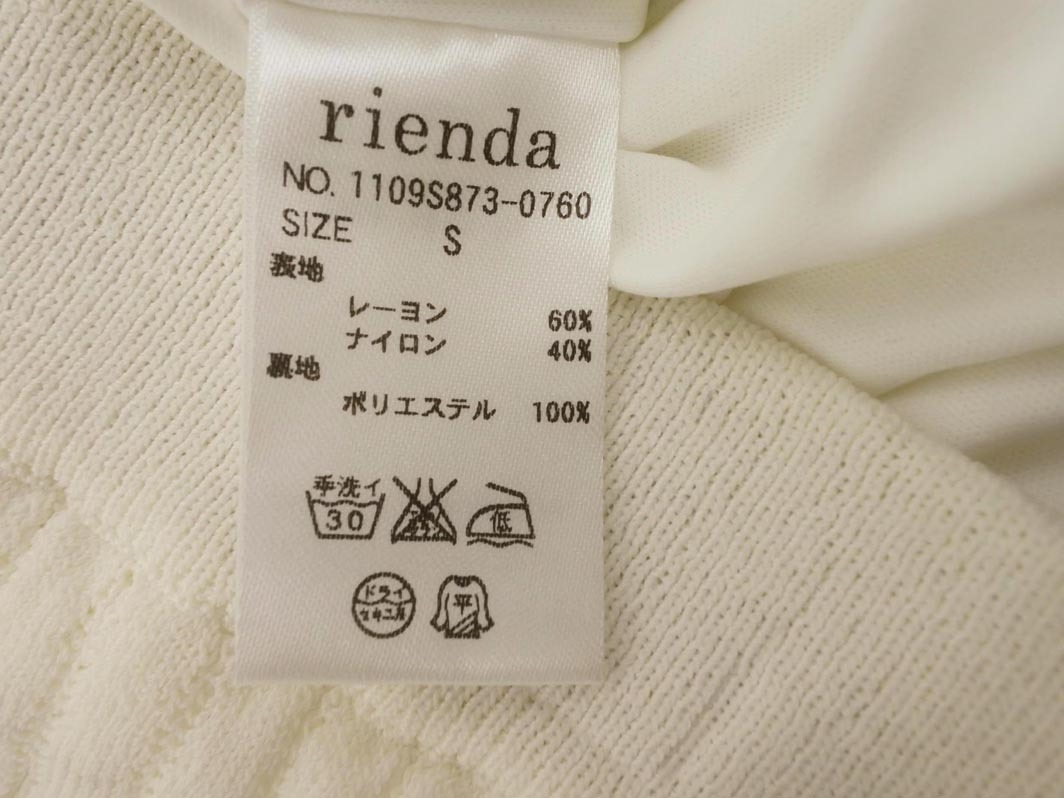 rienda
NO. 1109S873-0760
SIZE S
表地
レーヨン 60%
ナイロン 40%
裏地
ポリエステル 100%
手洗イ
30
低
ドライ
セキユ系
平